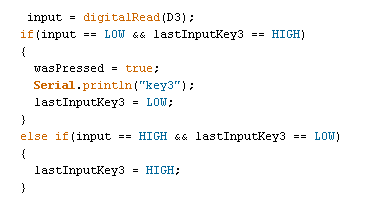 input = digitalRead(D3);
if(input == LOW && lastInputKey3 == HIGH)
{
wasPressed = true;
Serial.println("key3");
lastInputKey3 = LOW;
}
else if(input == HIGH && lastInputKey3 == LOW)
{
lastInputKey3 = HIGH;
}